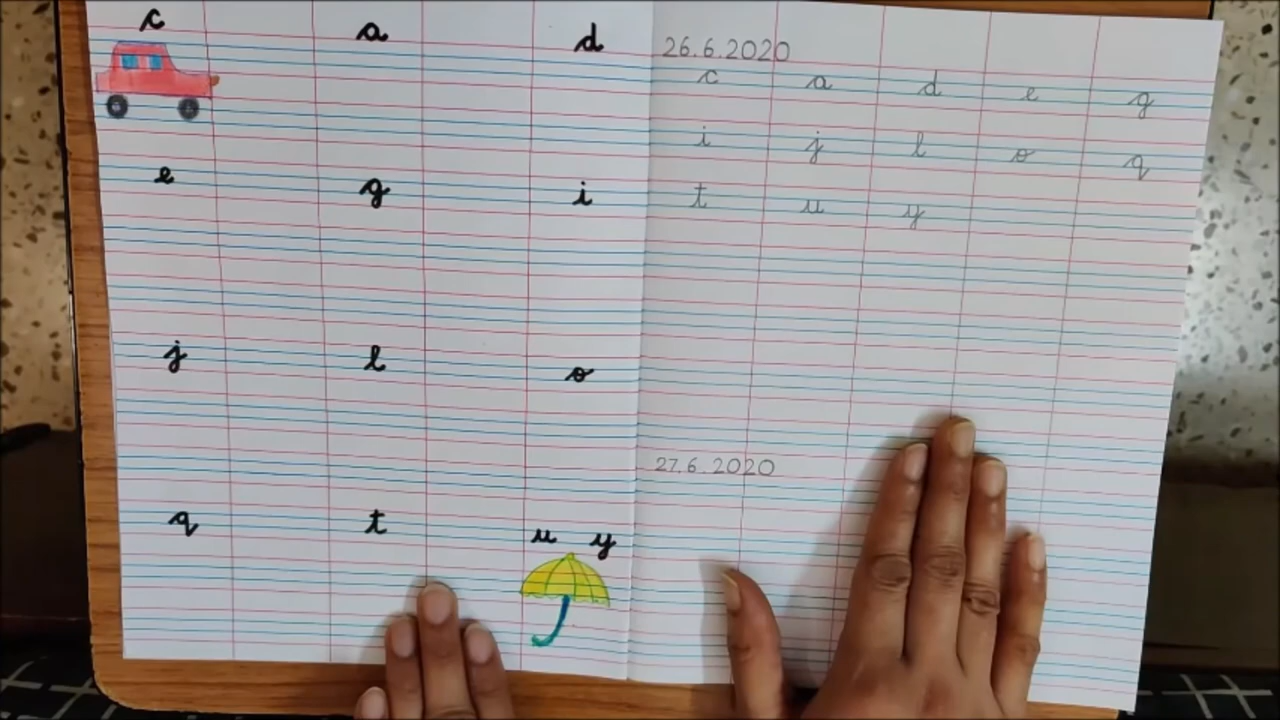 c a d
e g i
j l o
q t u y
26.6.2020
c a d e g
i j l o q
t u y
27.6.2020